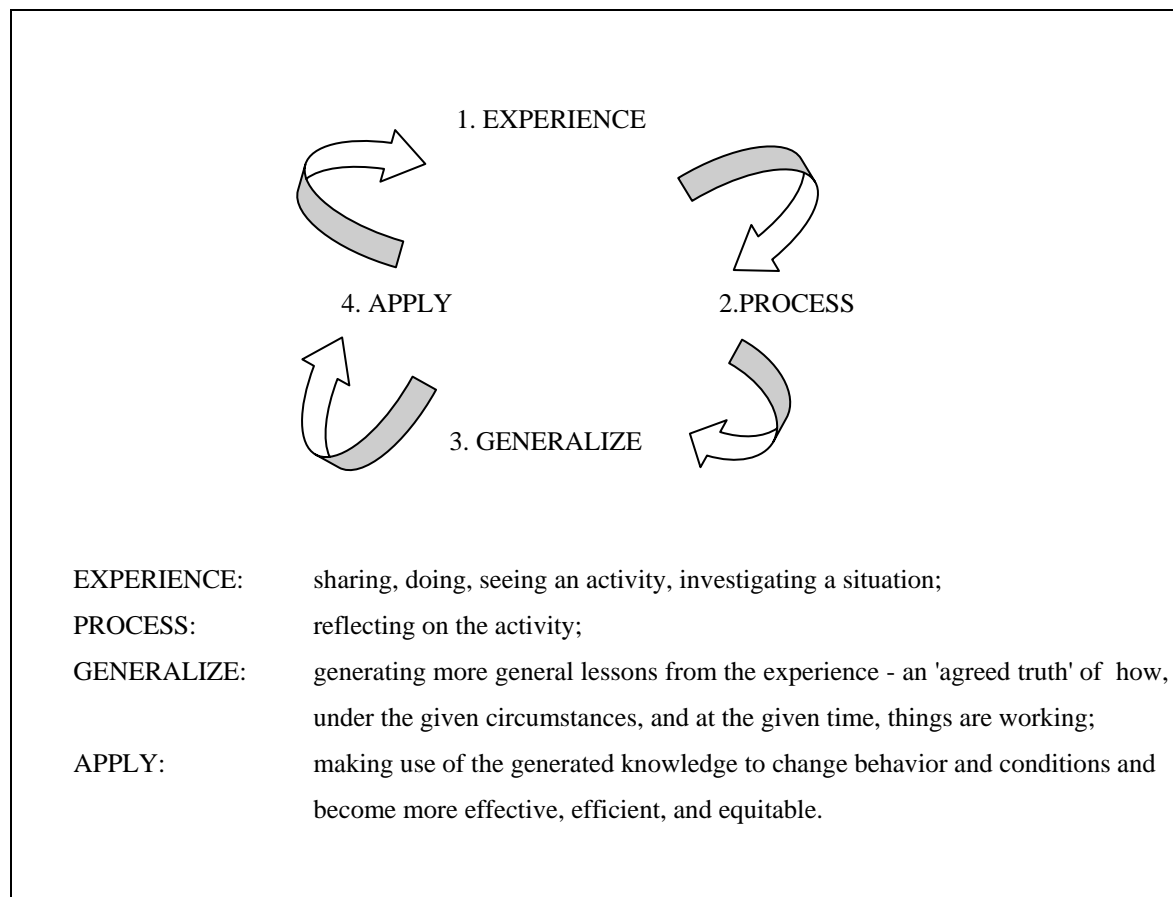 1. EXPERIENCE
4. APPLY
2.PROCESS
3. GENERALIZE
EXPERIENCE: sharing, doing, seeing an activity, investigating a situation;
PROCESS: reflecting on the activity;
GENERALIZE: generating more general lessons from the experience - an 'agreed truth' of how,
under the given circumstances, and at the given time, things are working;
APPLY: making use of the generated knowledge to change behavior and conditions and
become more effective, efficient, and equitable.